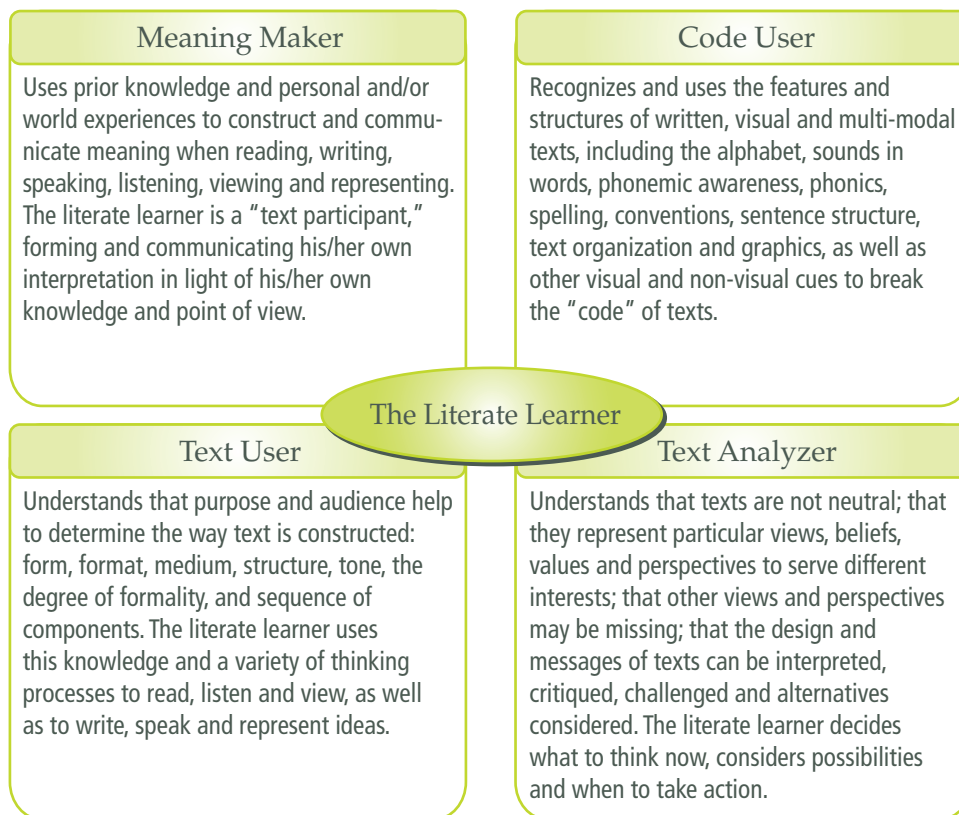 Meaning Maker
Uses prior knowledge and personal and/or
world experiences to construct and commu-
nicate meaning when reading, writing,
speaking, listening, viewing and representing.
The literate learner is a "text participant,"
forming and communicating his/her own
interpretation in light of his/her own
knowledge and point of view.
Code User
Recognizes and uses the features and
structures of written, visual and multi-modal
texts, including the alphabet, sounds in
words, phonemic awareness, phonics,
spelling, conventions, sentence structure,
text organization and graphics, as well as
other visual and non-visual cues to break
the "code" of texts.
The Literate Learner
Text User
Understands that purpose and audience help
to determine the way text is constructed:
form, format, medium, structure, tone, the
degree of formality, and sequence of
components. The literate learner uses
this knowledge and a variety of thinking
processes to read, listen and view, as well
as to write, speak and represent ideas.
Text Analyzer
Understands that texts are not neutral; that
they represent particular views, beliefs,
values and perspectives to serve different
interests; that other views and perspectives
may be missing; that the design and
messages of texts can be interpreted,
critiqued, challenged and alternatives
considered. The literate learner decides
what to think now, considers possibilities
and when to take action.